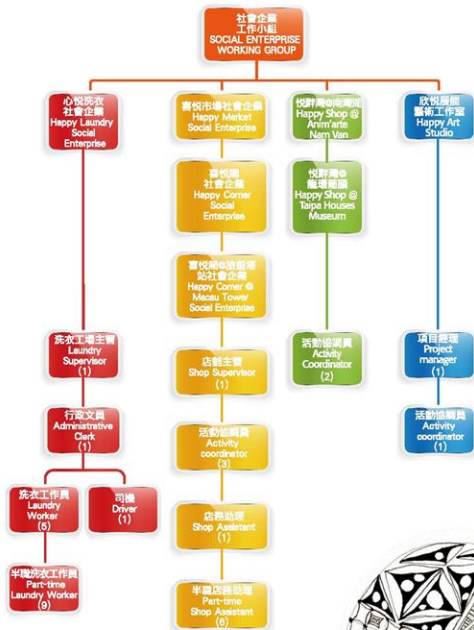 社會企業
工作小組
SOCIAL ENTERPRISE
WORKING GROUP
心悅洗衣
社會企業
Happy Laundry
Social
Enterprise
喜悅市場社會企業
Happy Market
Social Enterprise
悅畔灣@南灣湖
Happy Shop @
Anim'arte
Nam Van
欣悅展能
藝術工作室
Happy Art
Studio
喜悅閣
社會企業
Happy Corner
Social
Enterprise
悅畔灣@
龍環葡韻
Happy Shop @
Taipa Houses
Museum
喜悅閣@旅遊塔
站社會企業
Happy Corner @
Macau Tower
Social Enterprise
洗衣工場主管
Laundry
Supervisor
(1)
店舖主管
Shop Supervisor
(1)
活動協調員
Activity
Coordinator
(2)
項目經理
Project
manager
(1)
行政文員
Administrative
Clerk
(1)
活動協調員
Activity
coordinator
(3)
活動協調員
Activity
coordinator
(1)
洗衣工作員
Laundry
Worker
(5)
司機
Driver
(1)
店務助理
Shop Assistant
(1)
半職洗衣工作員
Part-time
Laundry Worker
(9)
半職店務助理
Part-time
Shop Assistant
(6)